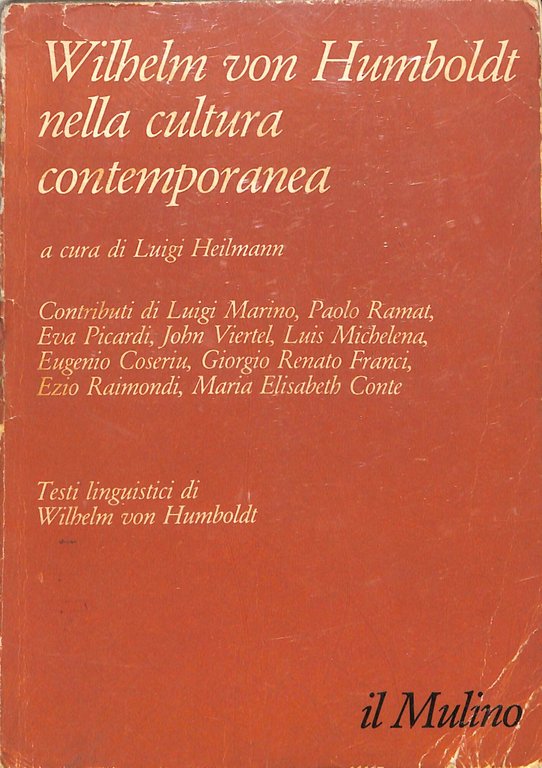 Wilhelm von Humboldt
nella cultura
contemporanea
a cura di Luigi Heilmann
Contributi di Luigi Marino, Paolo Ramat,
Eva Picardi, John Viertel, Luis Michelena,
Eugenio Coseriu, Giorgio Renato Franci,
Ezio Raimondi, Maria Elisabeth Conte
Testi linguistici di
Wilhelm von Humboldt
il Mulino